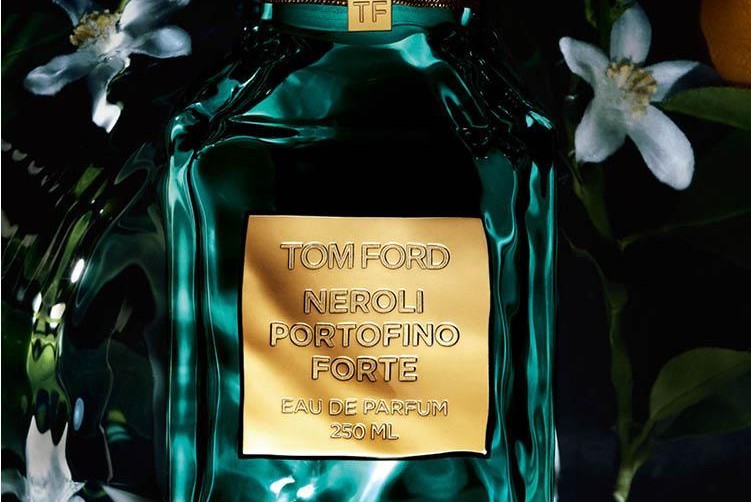 TF
TOM FORD
NEROLI
PORTOFINO
FORTE
EAU DE PARFUM
250 ML